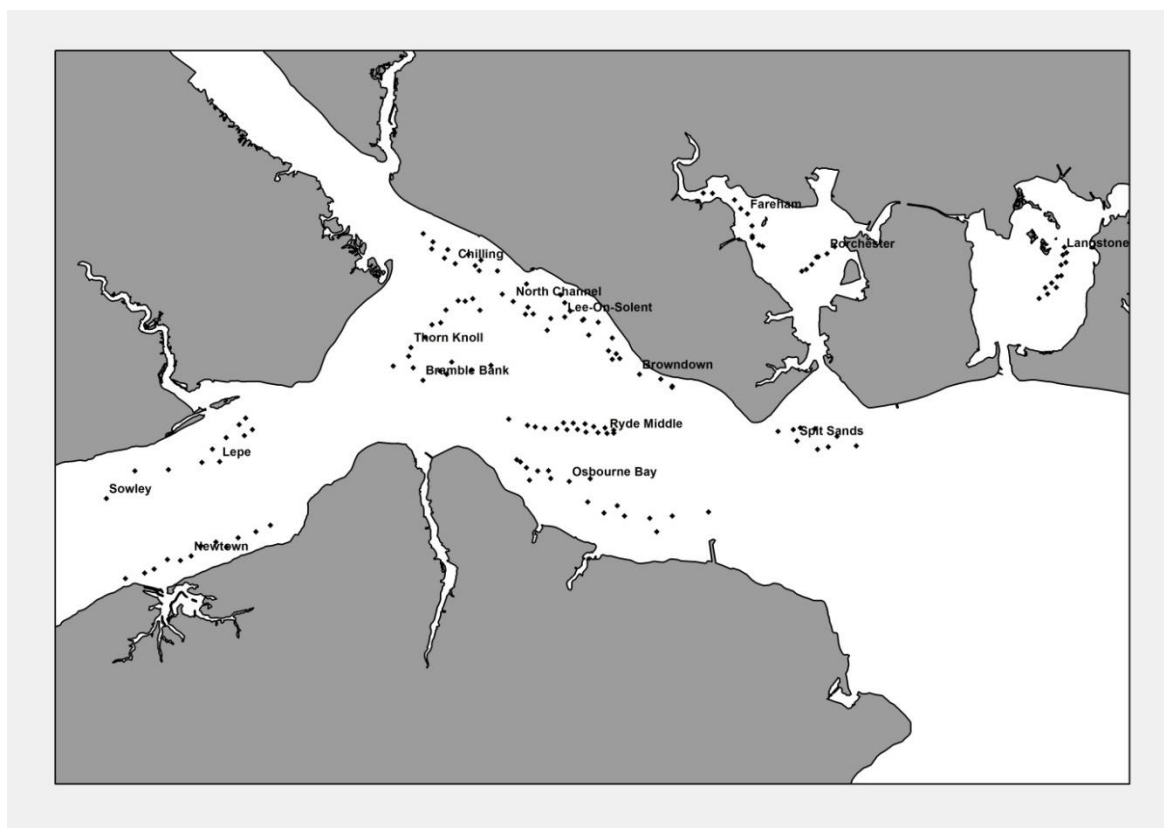 Fareham
Porchester
Langstone
Chilling
North Channel
Lee-On-Solent
Thorn Knoll
Bramble Bank
Browndown
Ryde Middle
Spit Sands
Lepe
Osbourne Bay
Sowley
Newtown